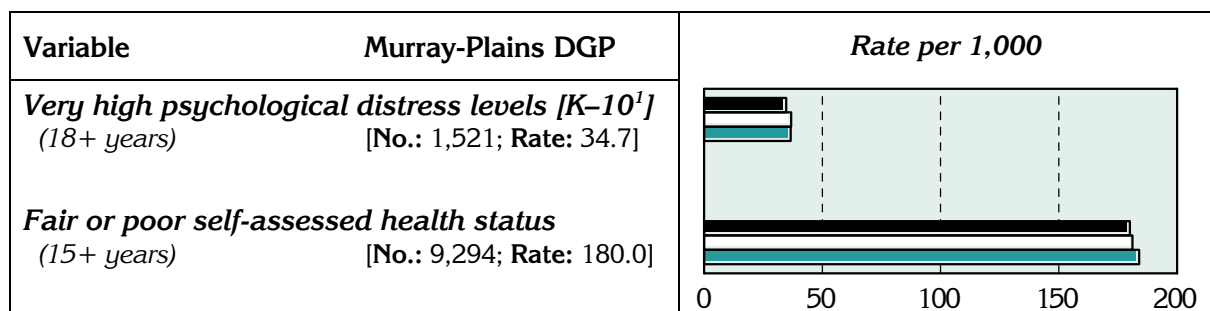 Variable Murray-Plains DGP Rate per 1,000
Very high psychological distress levels [K–10¹]
(18+ years) [No.: 1,521; Rate: 34.7]
Fair or poor self-assessed health status
(15+ years) [No.: 9,294; Rate: 180.0]
0 50 100 150 200